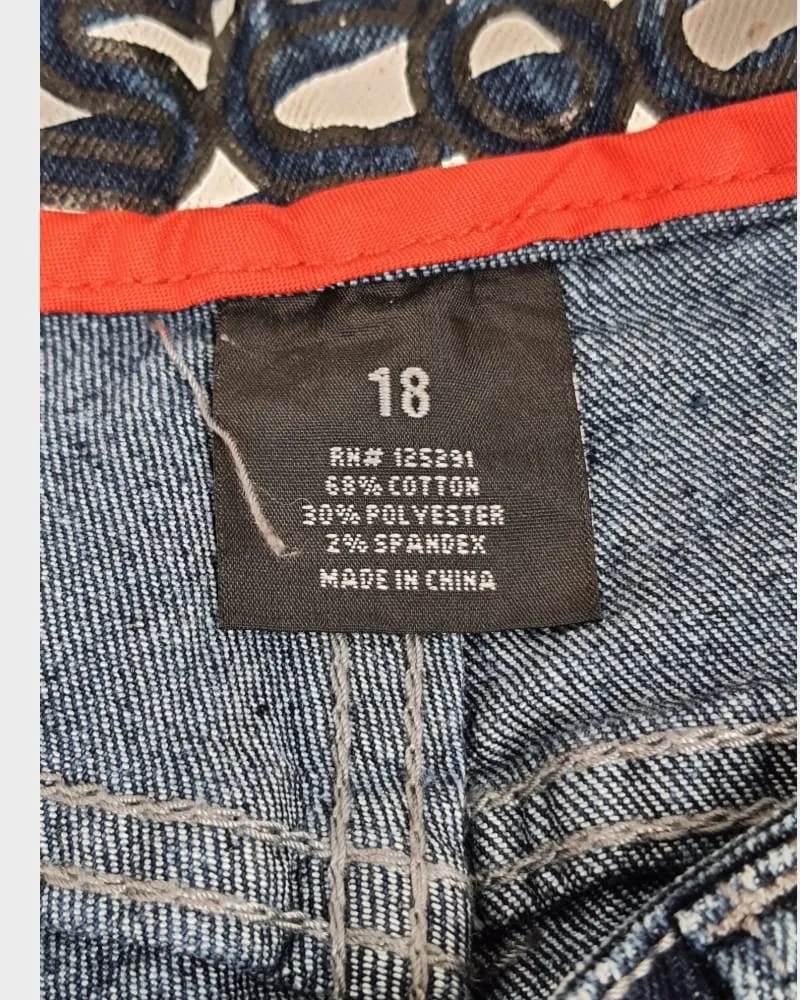 18
RN# 125291
68% COTTON
30% POLYESTER
2% SPANDEX
MADE IN CHINA